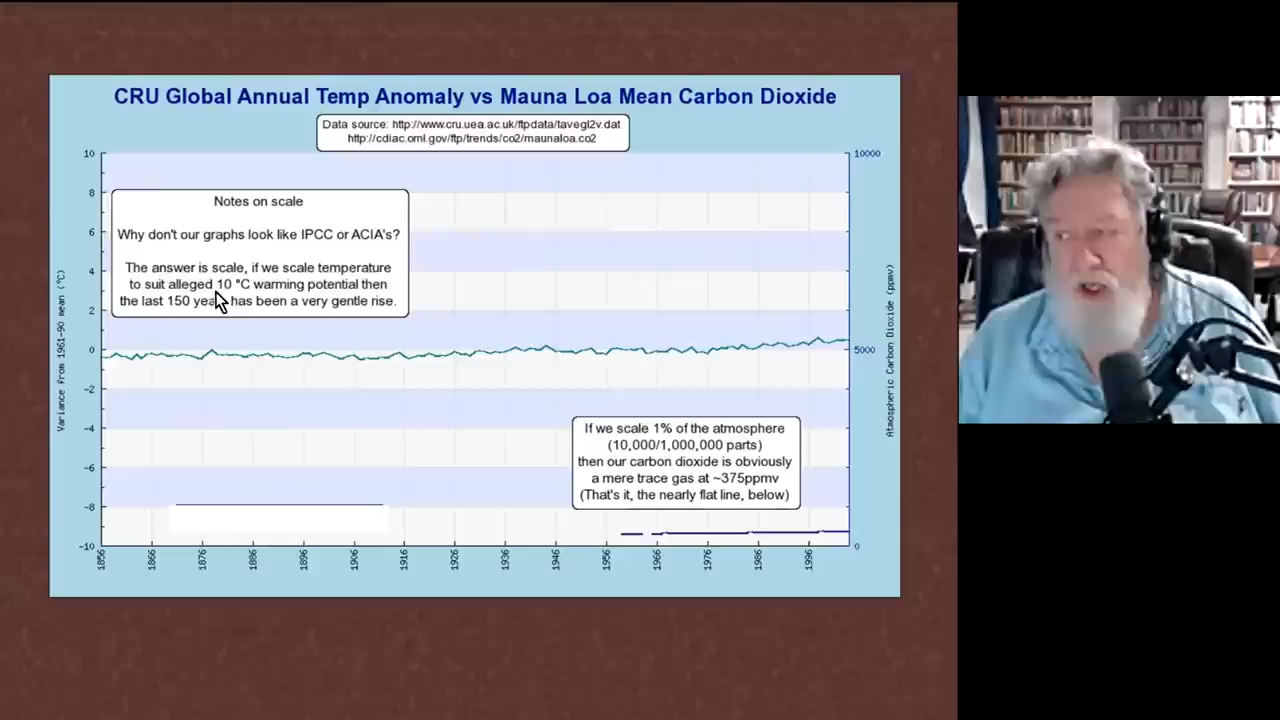 CRU Global Annual Temp Anomaly vs Mauna Loa Mean Carbon Dioxide
Data source: http://www.cru.uea.ac.uk/ftpdata/tavegl2v.dat
http://cdiac.ornl.gov/ftp/trends/co2/maunaloa.co2
10
10000
Notes on scale
8
Why don't our graphs look like IPCC or ACIA's?
6
The answer is scale, if we scale temperature
4
to suit alleged 10 °C warming potential then
the last 150 years has been a very gentle rise.
2
0
5000
-2
-4
-6
-8
-10
0
Variance from 1961-90 mean (°C)
Atmospheric Carbon Dioxide (ppmv)
If we scale 1% of the atmosphere
(10,000/1,000,000 parts)
then our carbon dioxide is obviously
a mere trace gas at ~375ppmv
(That's it, the nearly flat line, below)
1856
1866
1876
1886
1896
1906
1916
1926
1936
1946
1956
1966
1976
1986
1996